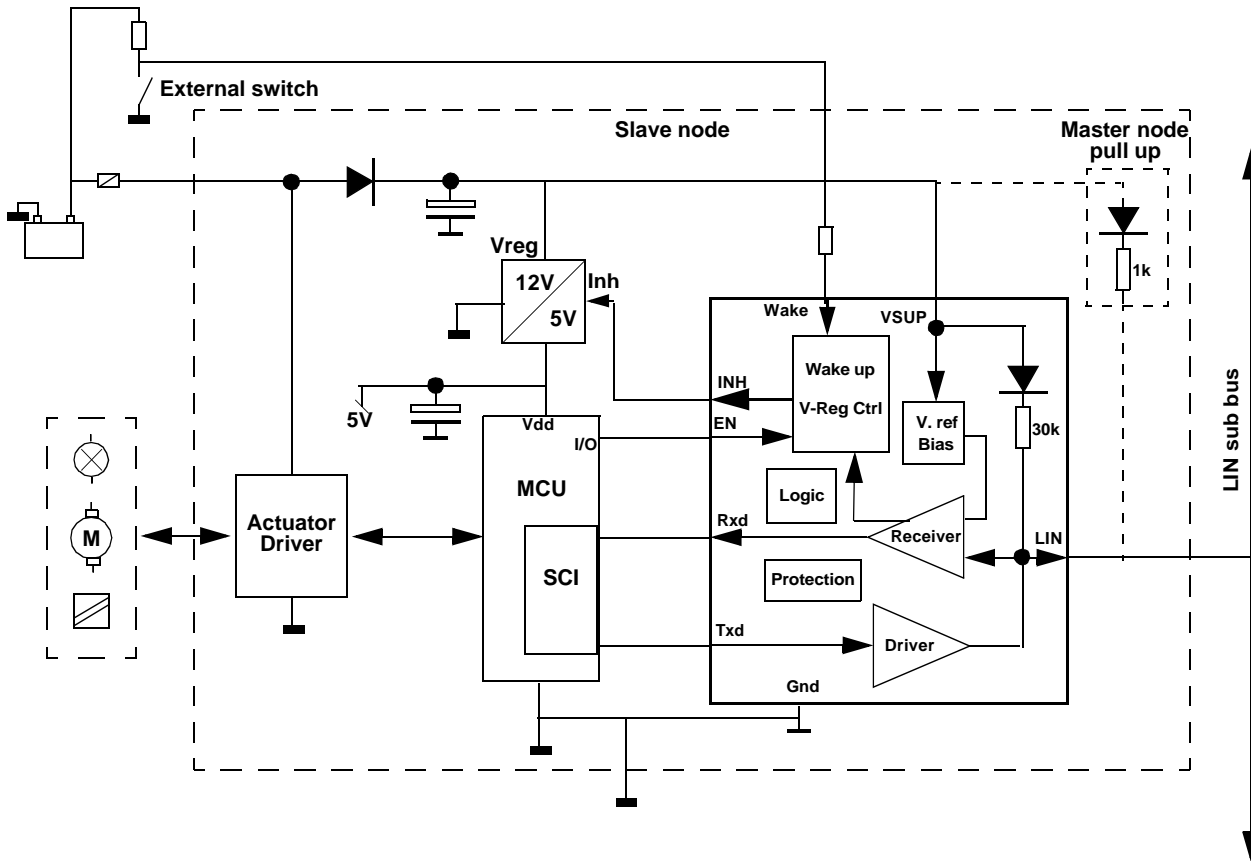 External switch
Slave node
Master node
pull up
Vreg
12V
5V
Inh
1k
Wake
VSUP
Wake up
V-Reg Ctrl
INH
EN
V. ref
Bias
30k
5V
Vdd
I/O
MCU
SCI
Logic
Rxd
Receiver
LIN
LIN sub bus
Actuator
Driver
M
Protection
Txd
Driver
Gnd